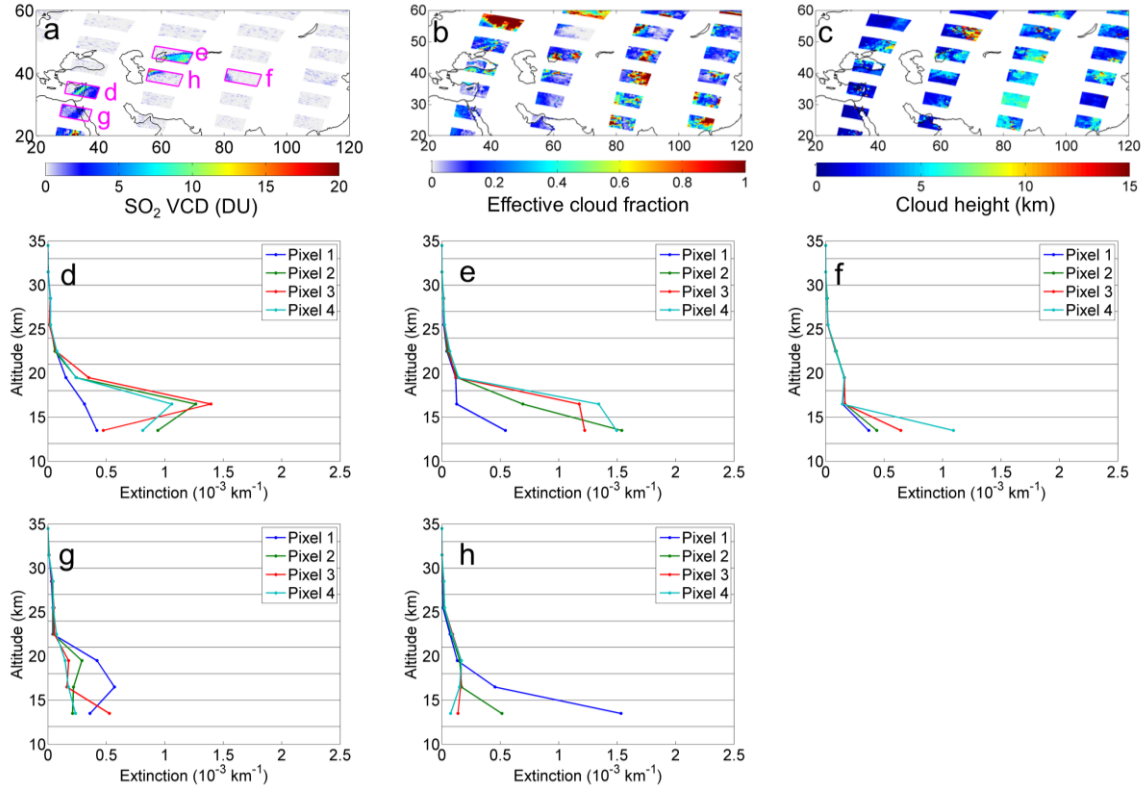 a
b
c
e
h
f
d
g
60
40
20
20 40 60 80 100 120
60
50
40
30
20
20 40 60 80 100 120
60
50
40
30
20
20 40 60 80 100 120
0 5 10 15 20
SO₂ VCD (DU)
0 0.2 0.4 0.6 0.8 1
Effective cloud fraction
0 5 10 15
Cloud height (km)
d
Pixel 1
Pixel 2
Pixel 3
Pixel 4
Altitude (km)
35
30
25
20
15
10
0 0.5 1 1.5 2 2.5
Extinction (10⁻³ km⁻¹)
e
Pixel 1
Pixel 2
Pixel 3
Pixel 4
Altitude (km)
35
30
25
20
15
10
0 0.5 1 1.5 2 2.5
Extinction (10⁻³ km⁻¹)
f
Pixel 1
Pixel 2
Pixel 3
Pixel 4
Altitude (km)
35
30
25
20
15
10
0 0.5 1 1.5 2 2.5
Extinction (10⁻³ km⁻¹)
g
Pixel 1
Pixel 2
Pixel 3
Pixel 4
Altitude (km)
35
30
25
20
15
10
0 0.5 1 1.5 2 2.5
Extinction (10⁻³ km⁻¹)
h
Pixel 1
Pixel 2
Pixel 3
Pixel 4
Altitude (km)
35
30
25
20
15
10
0 0.5 1 1.5 2 2.5
Extinction (10⁻³ km⁻¹)